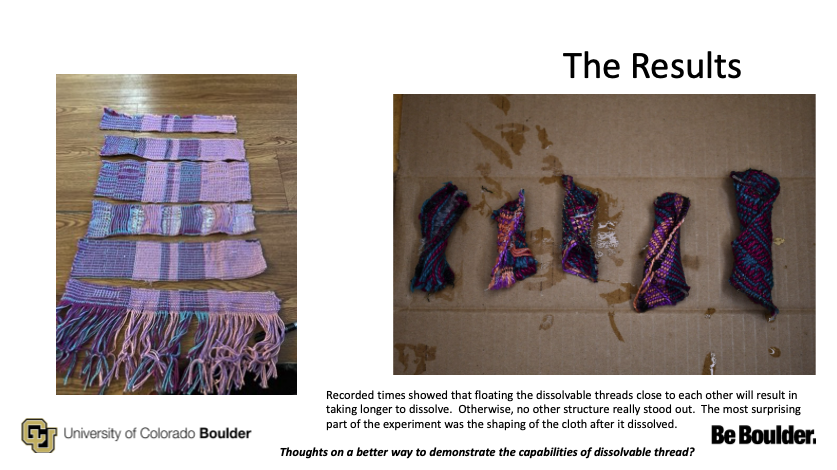 The Results
Recorded times showed that floating the dissolvable threads close to each other will result in
taking longer to dissolve.  Otherwise, no other structure really stood out.  The most surprising
part of the experiment was the shaping of the cloth after it dissolved.
University of Colorado Boulder
Be Boulder.
Thoughts on a better way to demonstrate the capabilities of dissolvable thread?